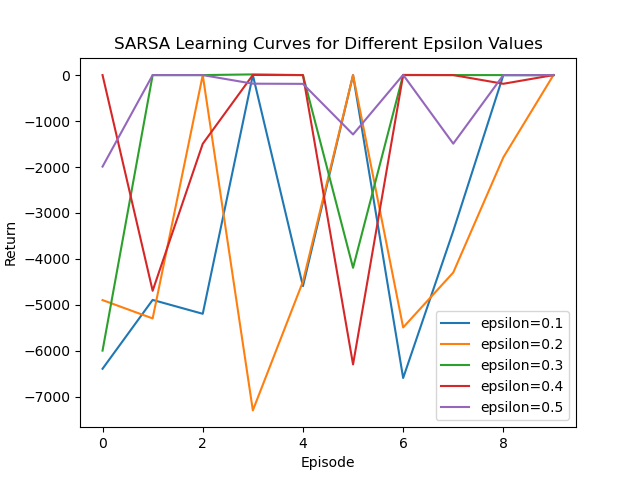 SARSA Learning Curves for Different Epsilon Values
0
−1000
−2000
−3000
−4000
−5000
−6000
−7000
Return
0 2 4 6 8
Episode
epsilon=0.1
epsilon=0.2
epsilon=0.3
epsilon=0.4
epsilon=0.5